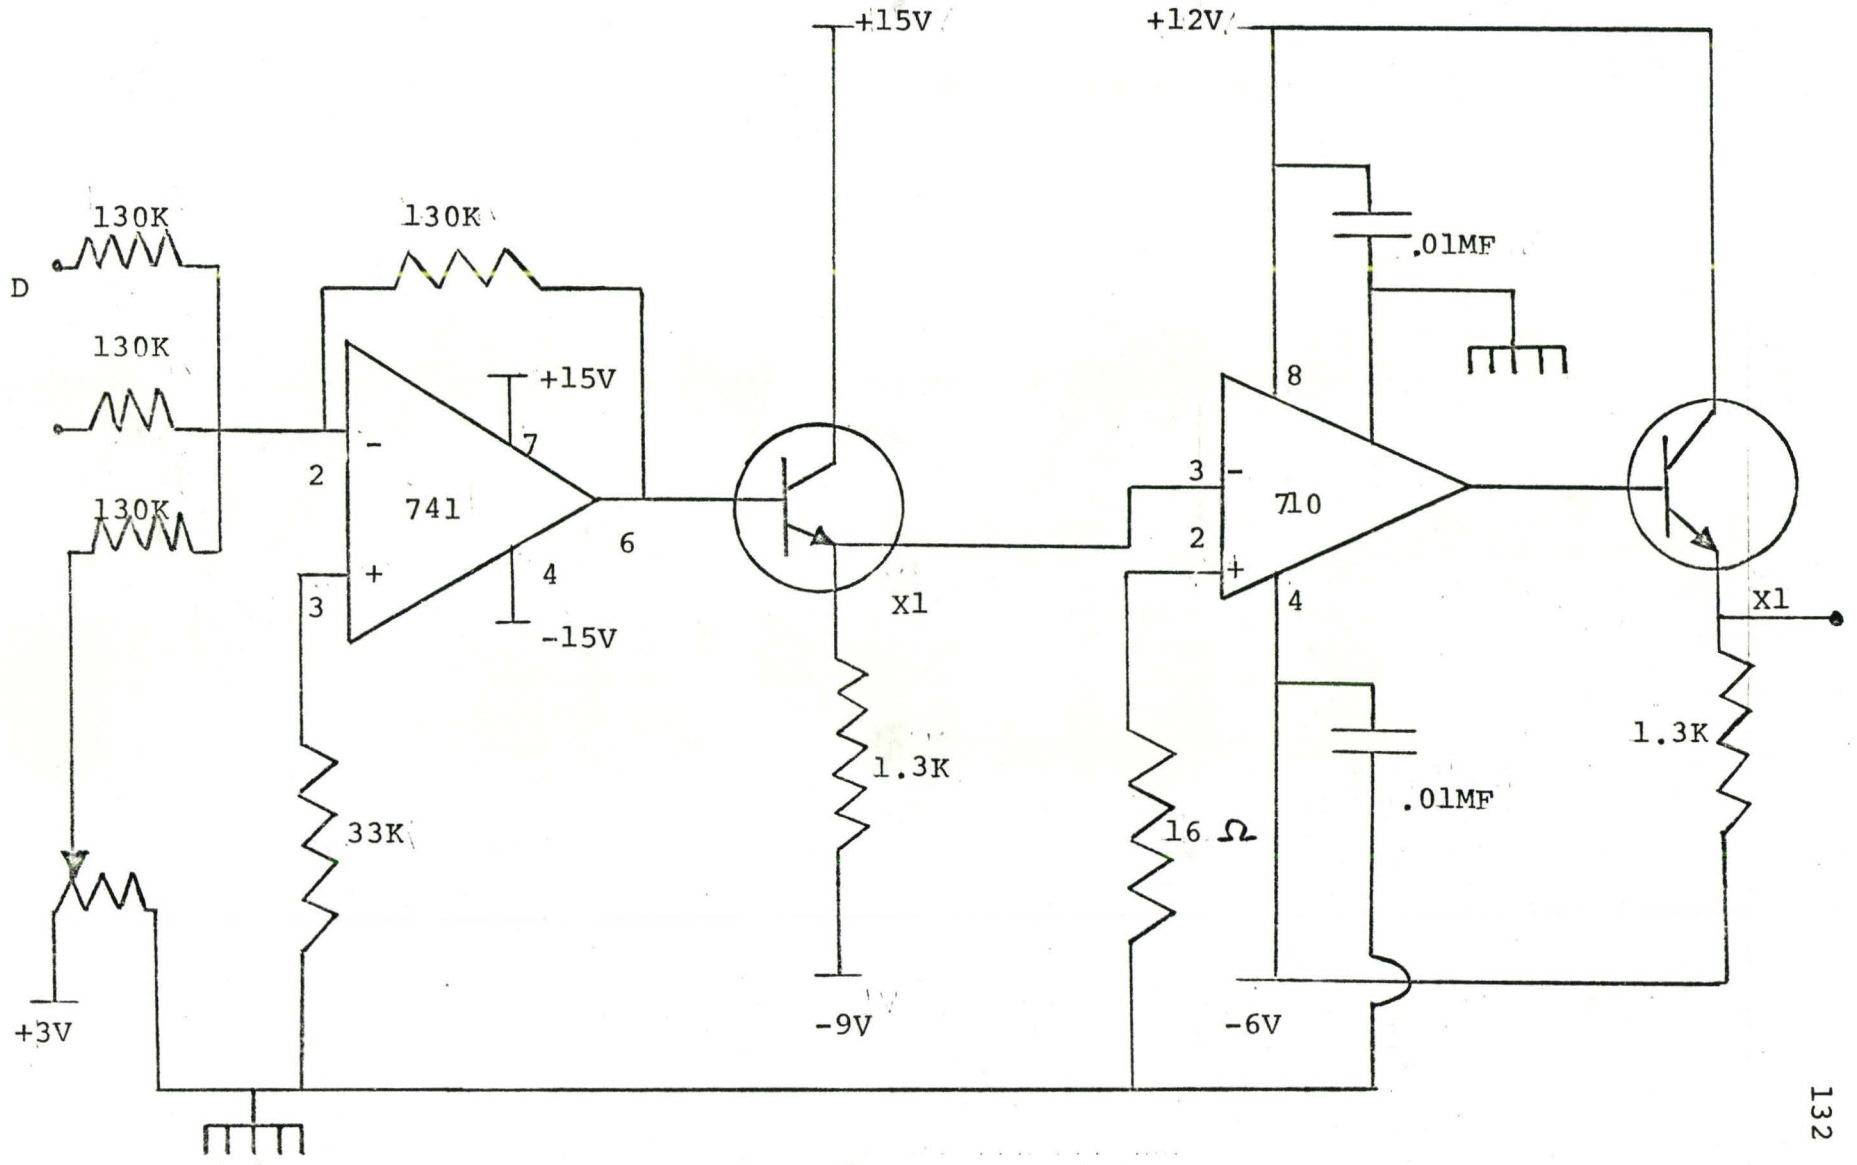 +15V
+12V
130K
130K
.01MF
D
130K
+15V
8
7
2
-
3
-
130K
741
710
6
2
+
4
+
3
X1
4
X1
-15V
1.3K
1.3K
.01MF
33K
16 Ω
+3V
-9V
-6V
132